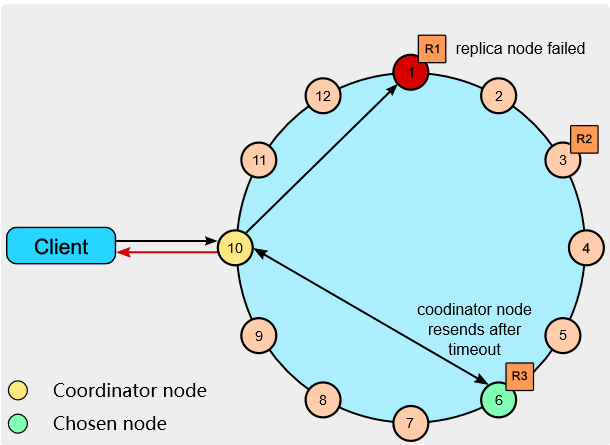 R1
replica node failed
1
12
2
R2
11
3
Client
10
4
coodinator node
resends after
timeout
9
5
R3
Coordinator node
8
6
Chosen node
7